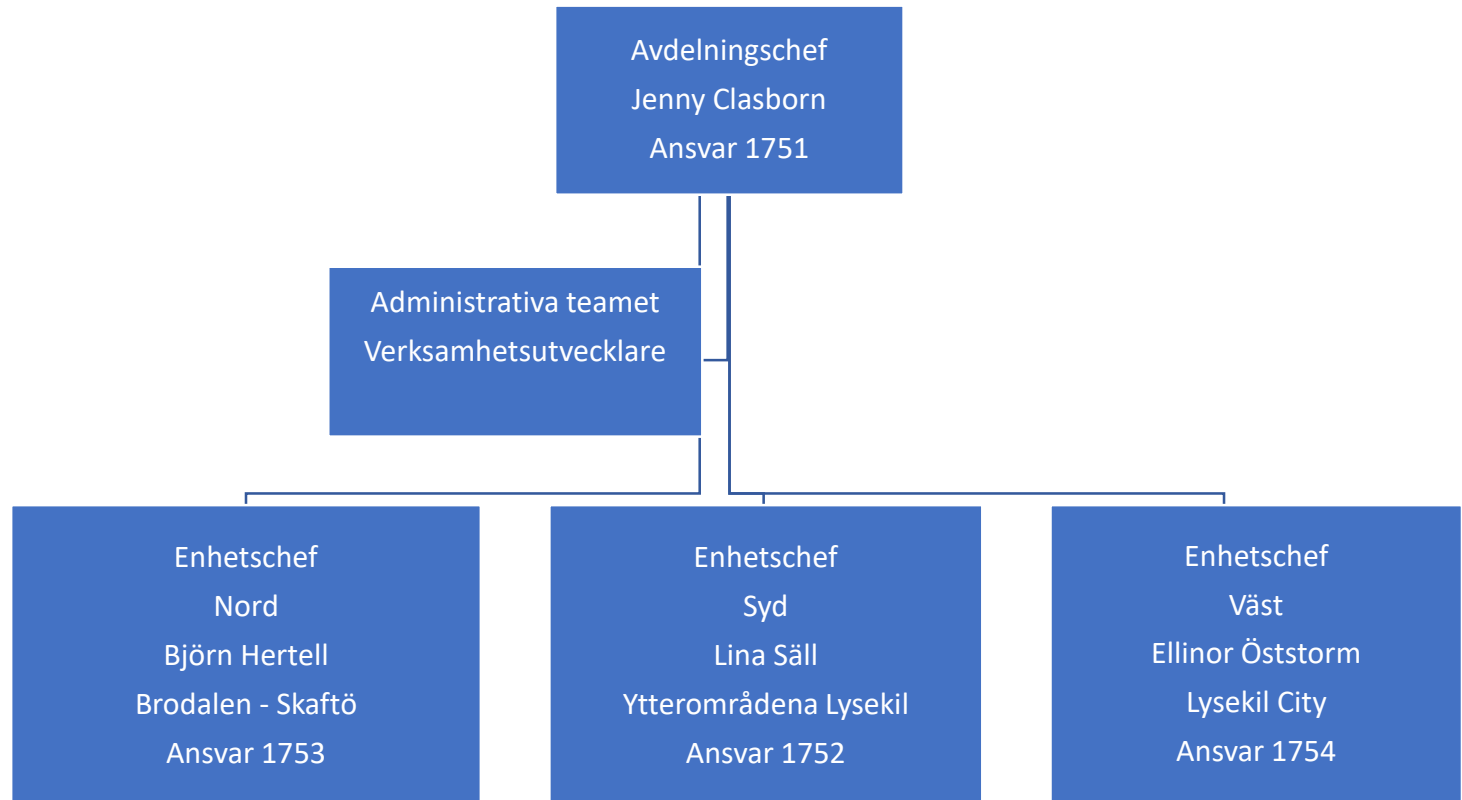 Avdelningschef
Jenny Clasborn
Ansvar 1751
Administrativa teamet
Verksamhetsutvecklare
Enhetschef
Nord
Björn Hertell
Brodalen - Skaftö
Ansvar 1753
Enhetschef
Syd
Lina Säll
Ytterområdena Lysekil
Ansvar 1752
Enhetschef
Väst
Ellinor Öststorm
Lysekil City
Ansvar 1754